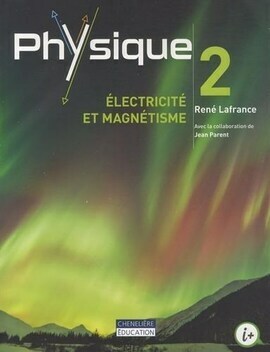 Physique
2
ÉLECTRICITÉ
ET MAGNÉTISME
René Lafrance
Avec la collaboration de
Jean Parent
CHENELIÈRE
ÉDUCATION
i+